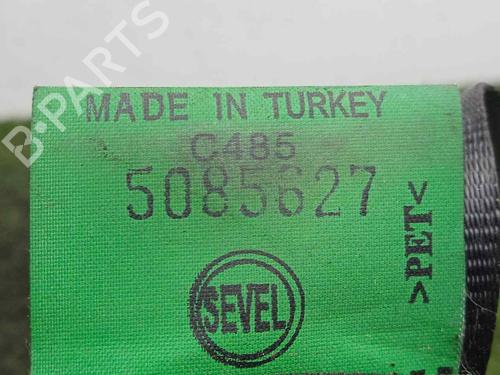 B-PARTS
MADE IN TURKEY
C485
5085627
>PET<
SEVEL